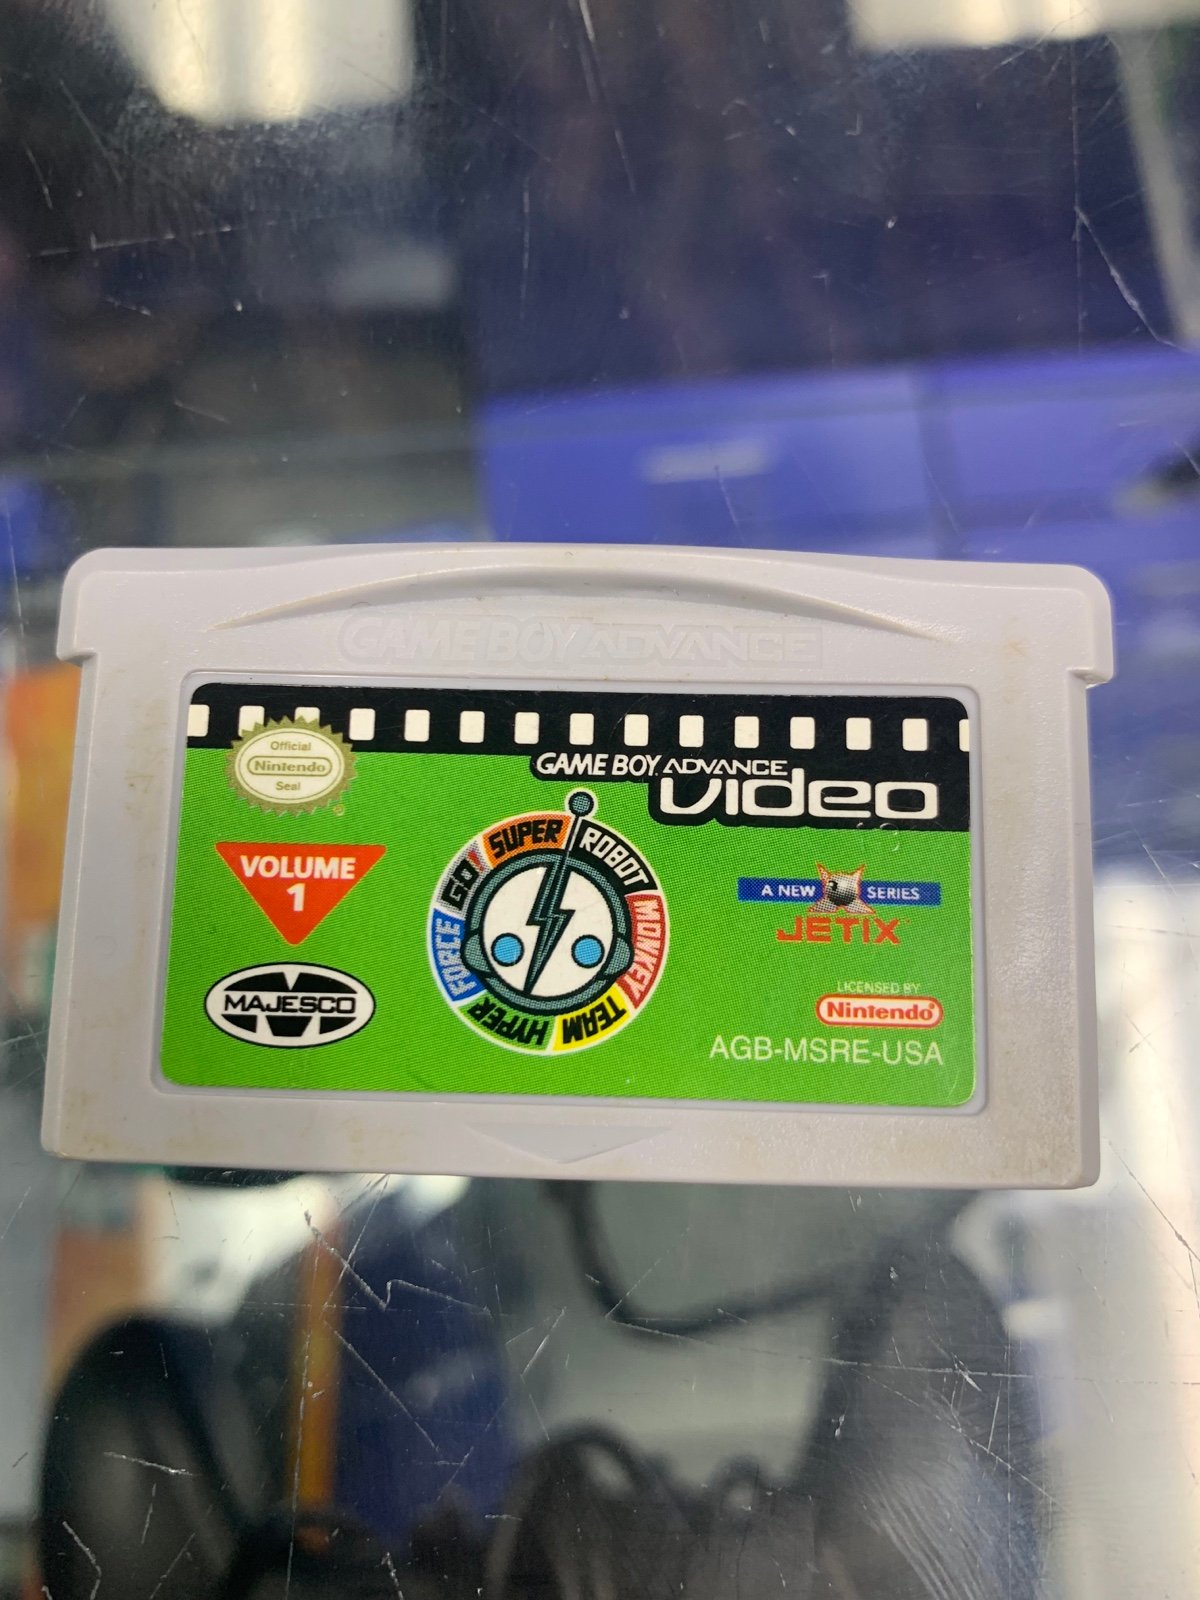 GAME BOY ADVANCE
Official
Nintendo
Seal
GAME BOY ADVANCE
video
VOLUME
1
SUPER ROBOT MONKEY TEAM HYPER FORCE GO!
A NEW SERIES
JETIX™
MAJESCO
LICENSED BY
Nintendo®
AGB-MSRE-USA